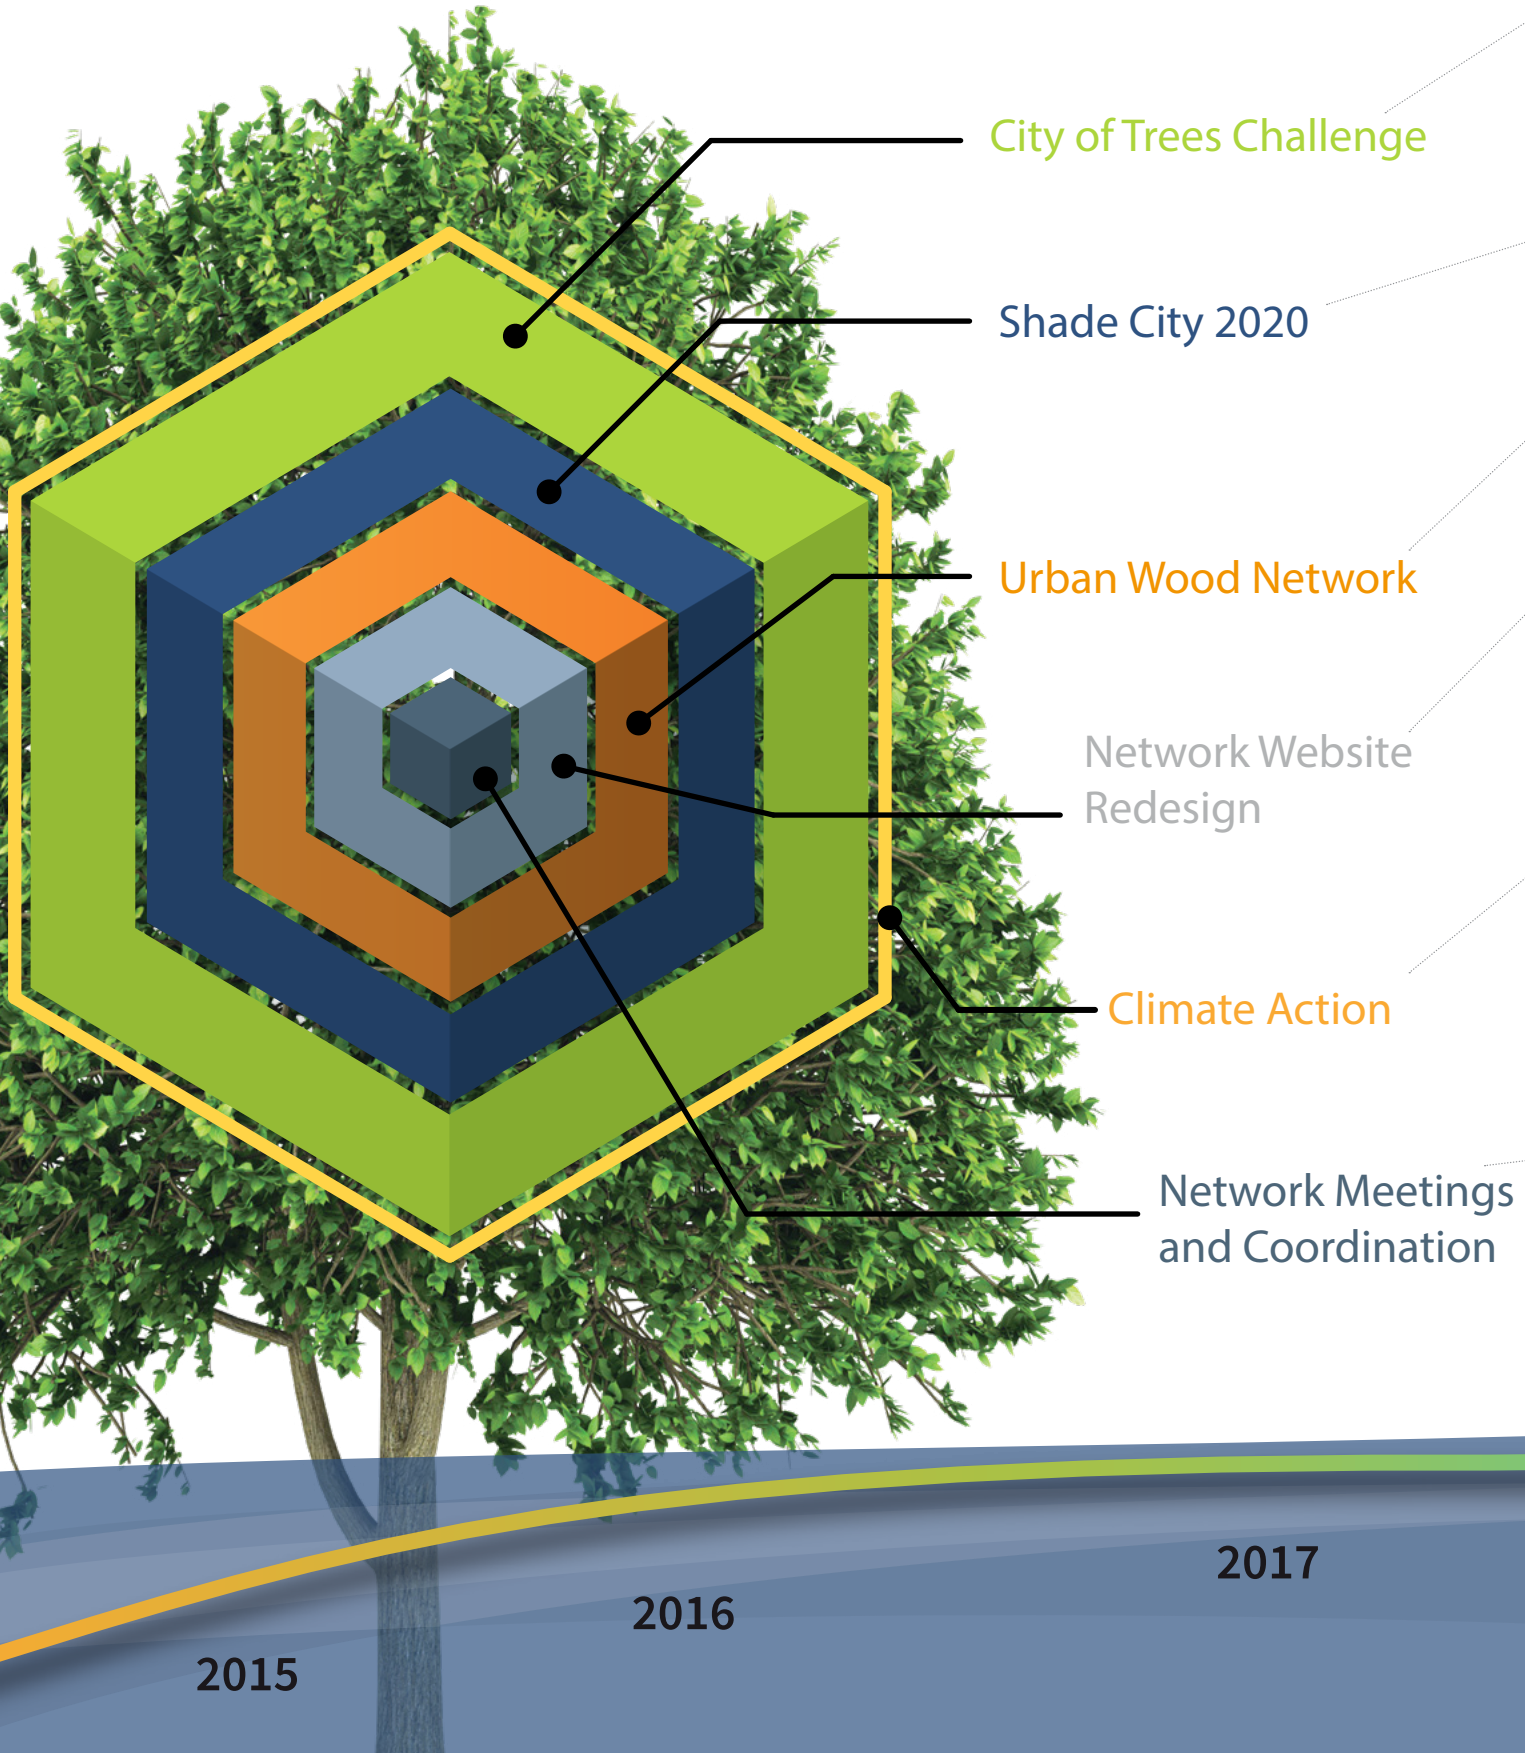 City of Trees Challenge
Shade City 2020
Urban Wood Network
Network Website
Redesign
Climate Action
Network Meetings
and Coordination
2017
2016
2015